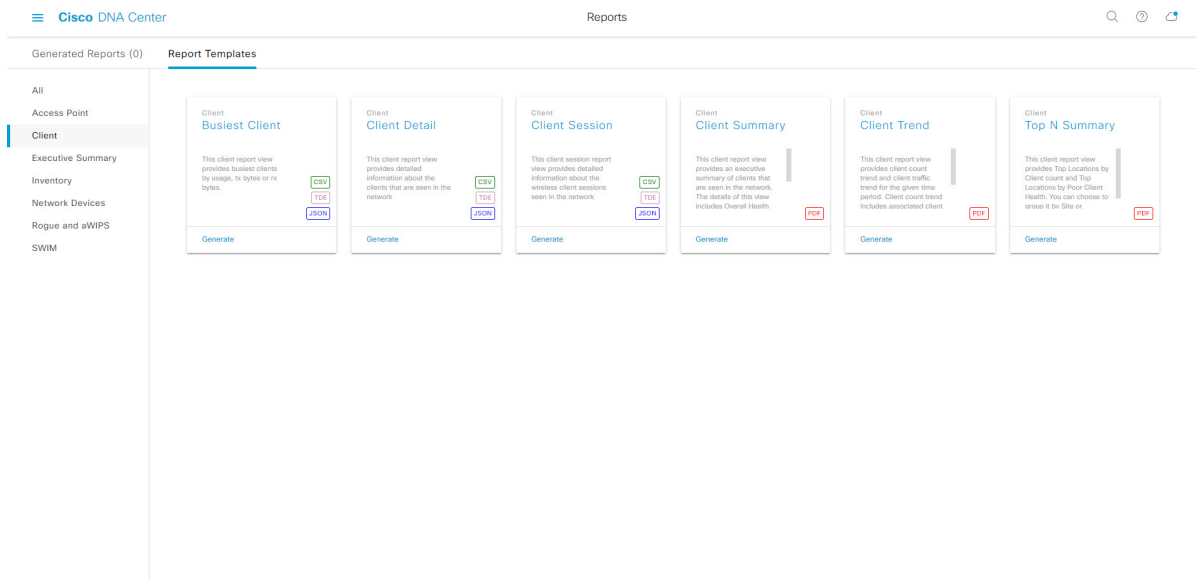 Cisco DNA Center
Reports
Generated Reports (0)
Report Templates
All
Access Point
Client
Executive Summary
Inventory
Network Devices
Rogue and aWIPS
SWIM
Client
Busiest Client
This client report view
provides busiest clients
by usage, tx bytes or rx
bytes.
CSV
TDE
JSON
Generate
Client
Client Detail
This client report view
provides detailed
information about the
clients that are seen in the
network
CSV
TDE
JSON
Generate
Client
Client Session
This client session report
view provides detailed
information about the
wireless client sessions
seen in the network
CSV
TDE
JSON
Generate
Client
Client Summary
This client report view
provides an executive
summary of clients that
are seen in the network.
The details of this view
includes Overall Health
PDF
Generate
Client
Client Trend
This client report view
provides client count
trend and client traffic
trend for the given time
period. Client count trend
includes associated client
PDF
Generate
Client
Top N Summary
This client report view
provides Top Locations by
Client count and Top
Locations by Poor Client
Health. You can choose to
group it by Site or
PDF
Generate